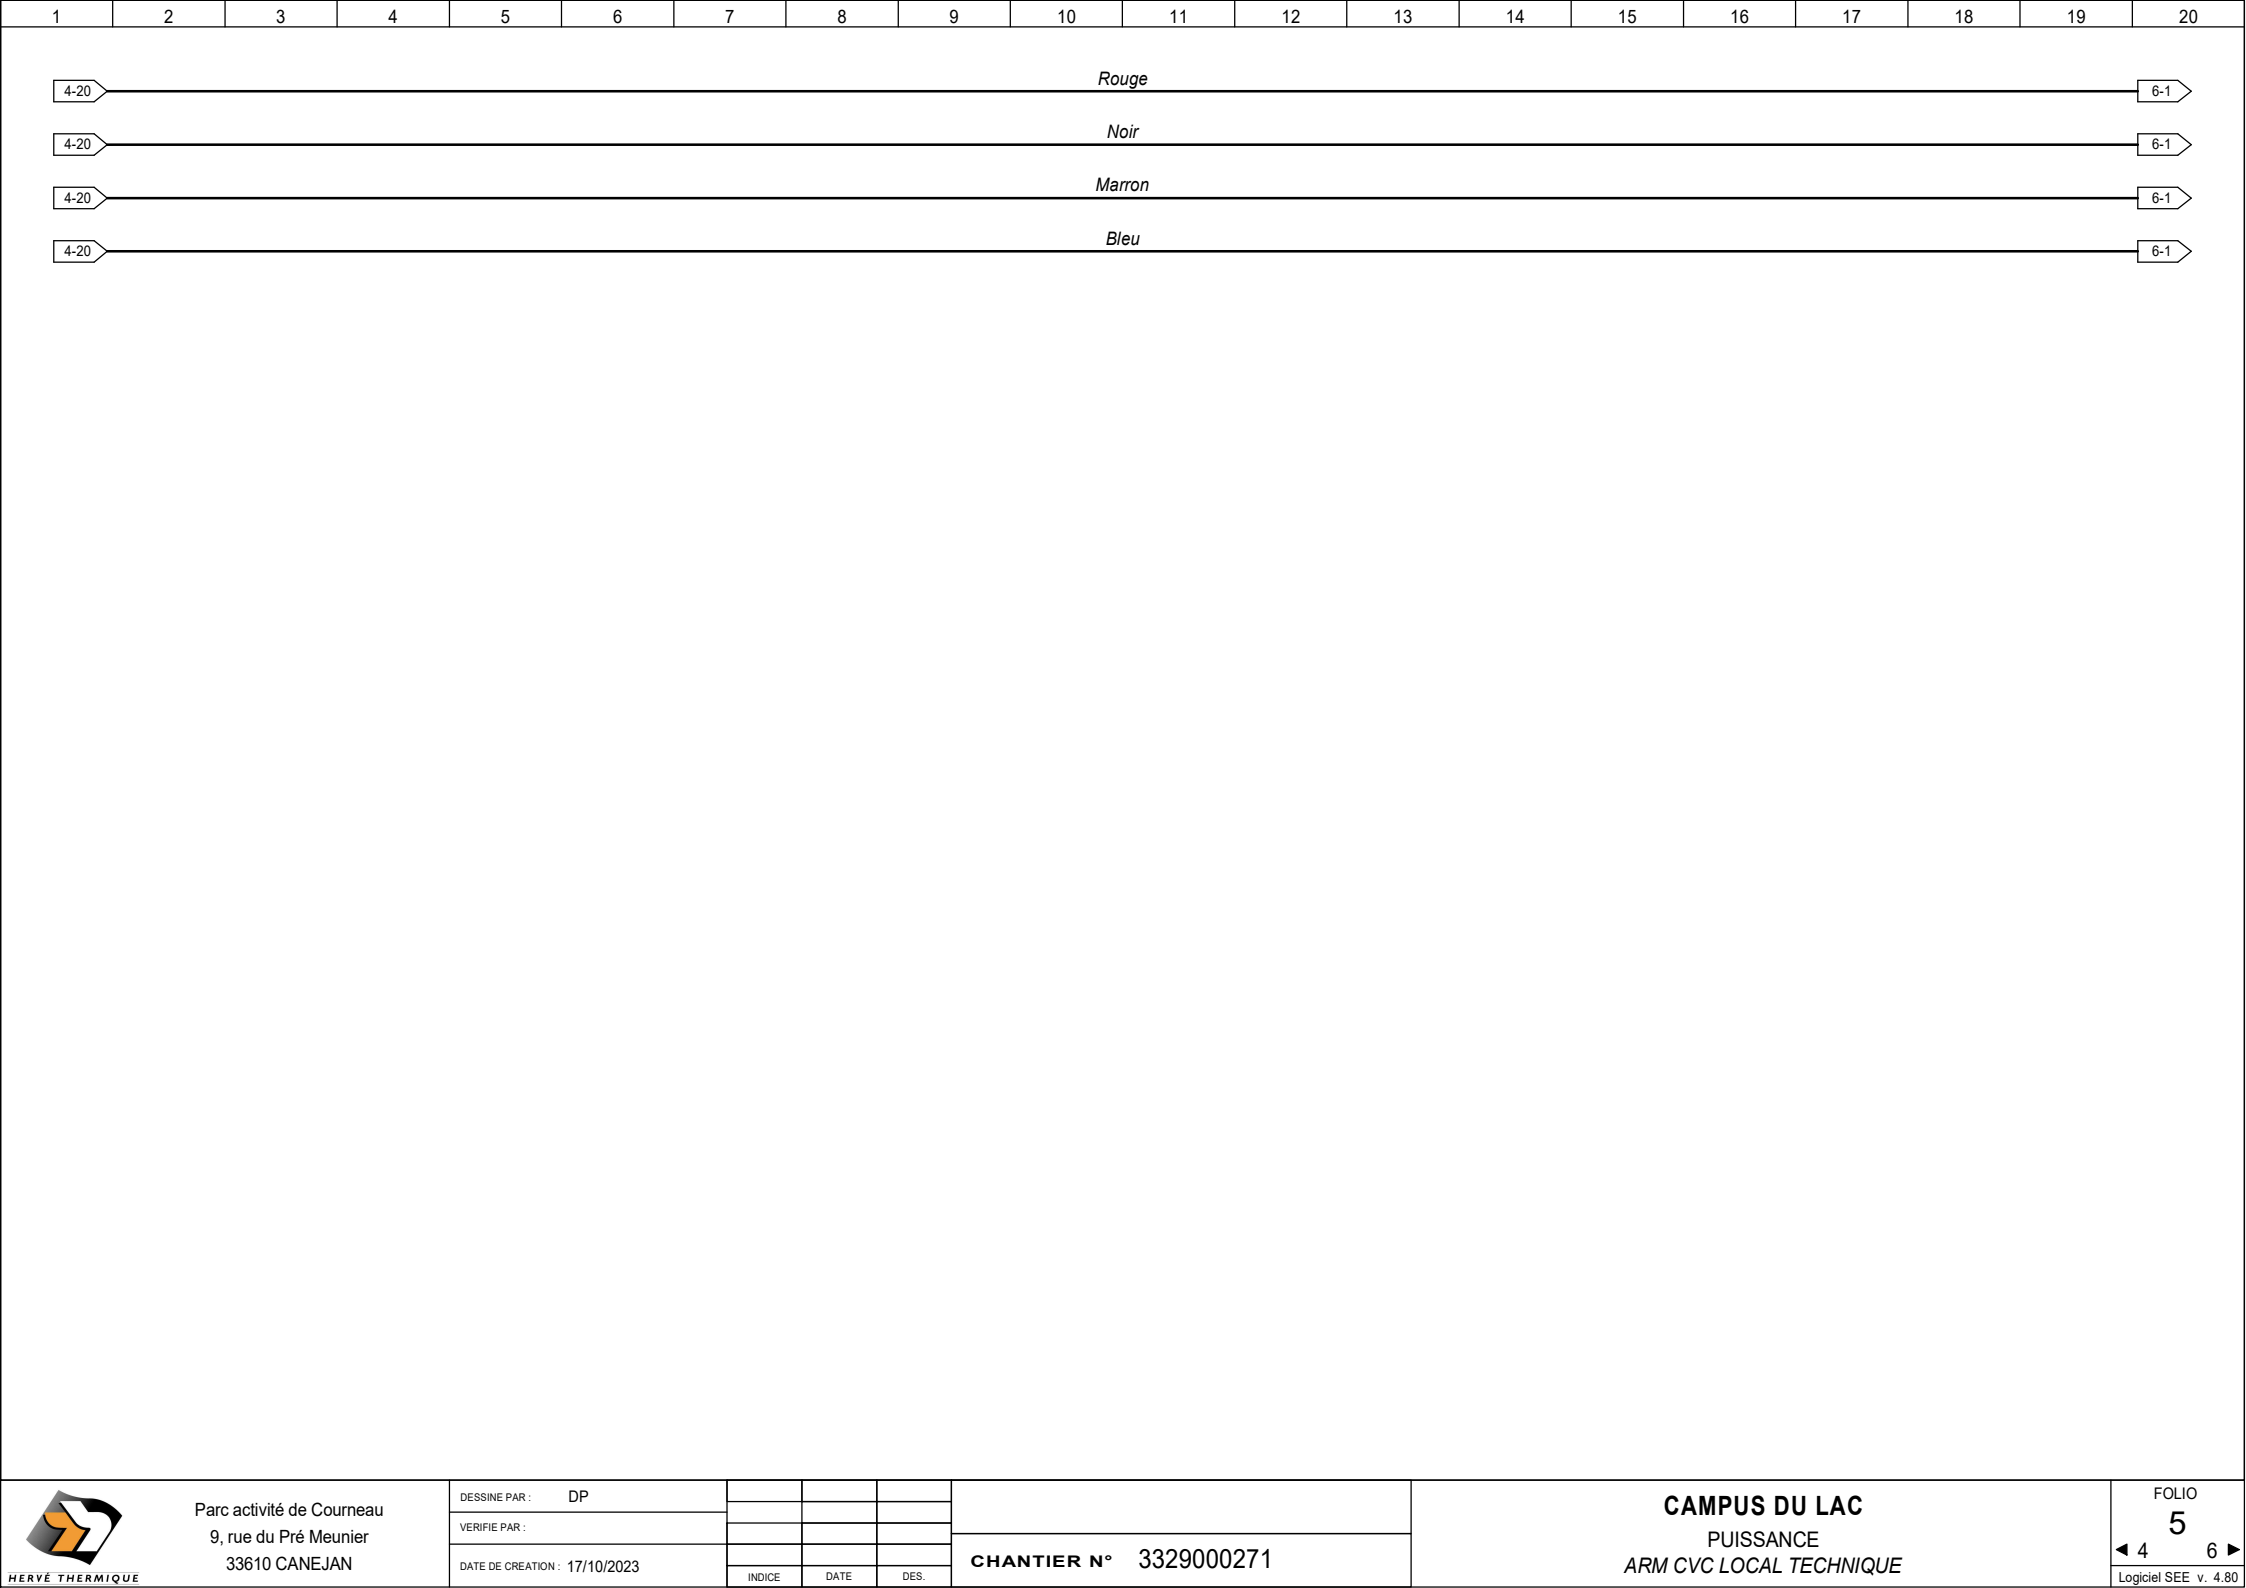 1 2 3 4 5 6 7 8 9 10 11 12 13 14 15 16 17 18 19 20
4-20 Rouge 6-1
4-20 Noir 6-1
4-20 Marron 6-1
4-20 Bleu 6-1
HERVÉ THERMIQUE
Parc activité de Courneau
9, rue du Pré Meunier
33610 CANEJAN
DESSINE PAR : DP
VERIFIE PAR :
DATE DE CREATION : 17/10/2023
INDICE DATE DES.
CHANTIER N° 3329000271
CAMPUS DU LAC
PUISSANCE
ARM CVC LOCAL TECHNIQUE
FOLIO
5
4 6
Logiciel SEE v. 4.80